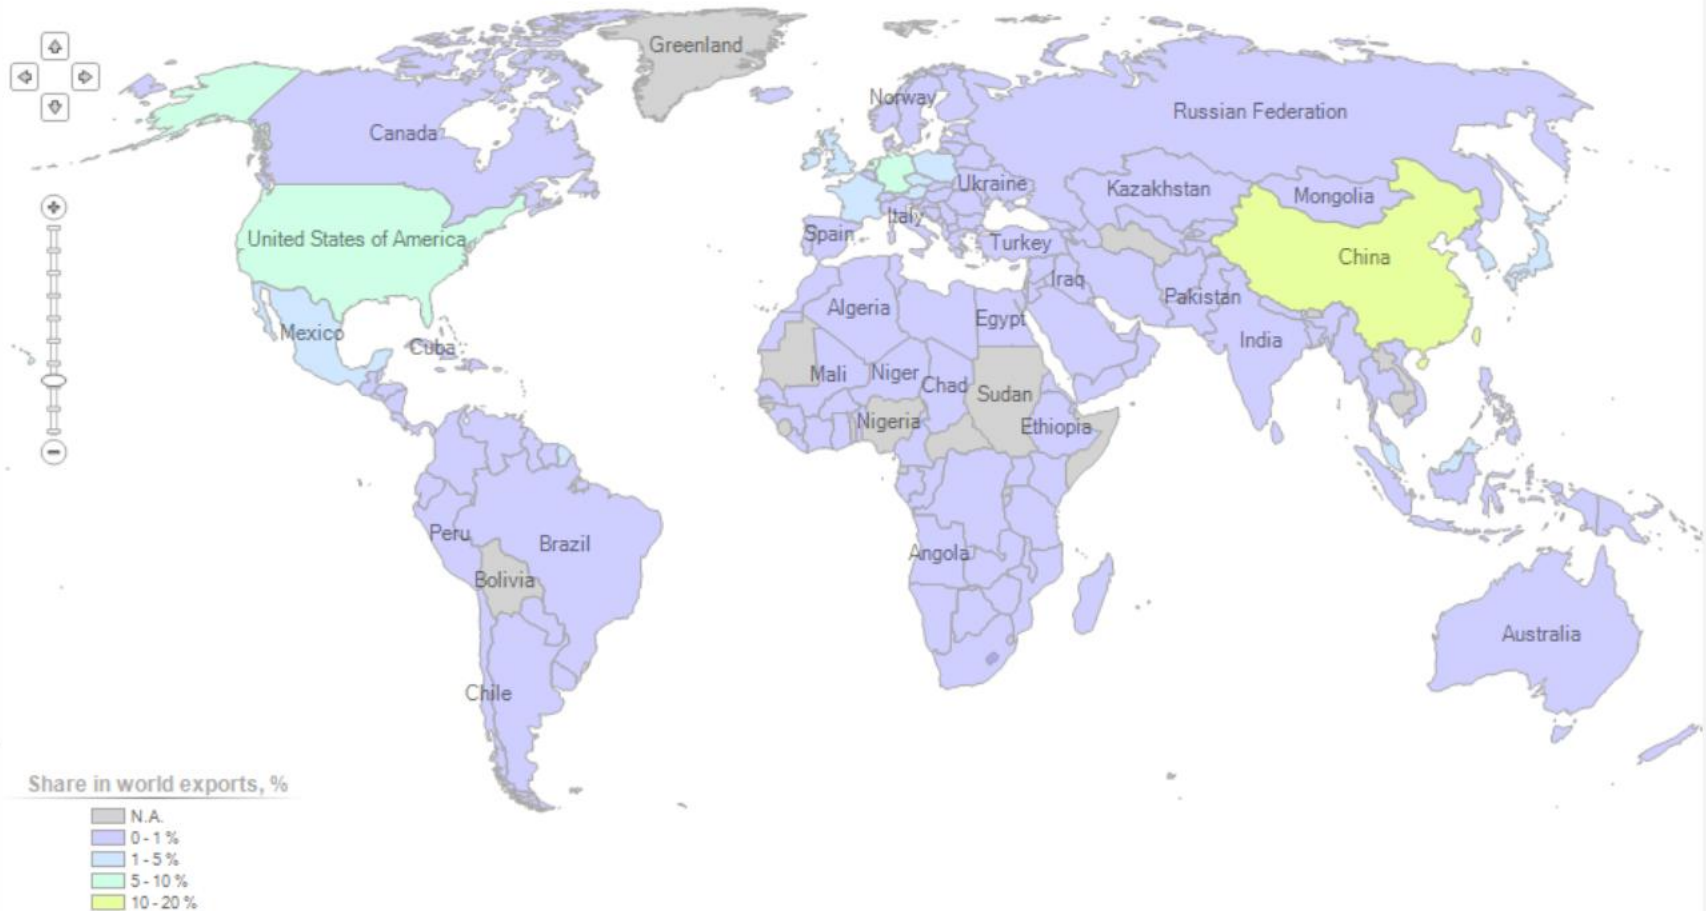 Greenland
Norway
Russian Federation
Canada
Ukraine
Kazakhstan
Mongolia
Italy
Spain
Turkey
United States of America
China
Iraq
Pakistan
Algeria
Egypt
Mexico
India
Cuba
Mali
Niger
Chad
Sudan
Nigeria
Ethiopia
Peru
Brazil
Angola
Bolivia
Australia
Chile
Share in world exports, %
N.A.
0 - 1 %
1 - 5 %
5 - 10 %
10 - 20 %